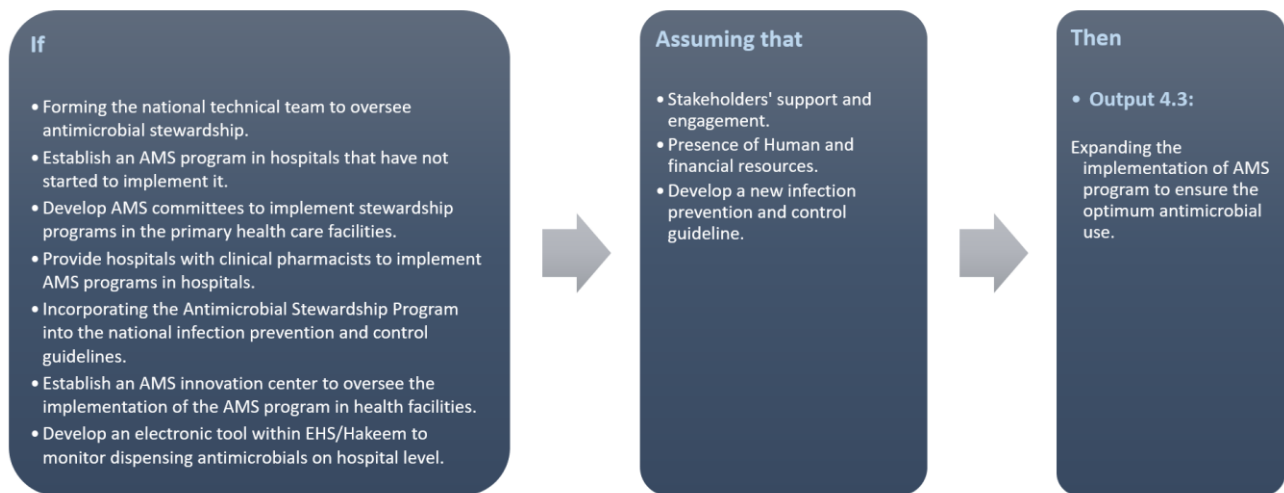 If
• Forming the national technical team to oversee
antimicrobial stewardship.
• Establish an AMS program in hospitals that have not
started to implement it.
• Develop AMS committees to implement stewardship
programs in the primary health care facilities.
• Provide hospitals with clinical pharmacists to implement
AMS programs in hospitals.
• Incorporating the Antimicrobial Stewardship Program
into the national infection prevention and control
guidelines.
• Establish an AMS innovation center to oversee the
implementation of the AMS program in health facilities.
• Develop an electronic tool within EHS/Hakeem to
monitor dispensing antimicrobials on hospital level.
Assuming that
• Stakeholders' support and
engagement.
• Presence of Human and
financial resources.
• Develop a new infection
prevention and control
guideline.
Then
• Output 4.3:
Expanding the
implementation of AMS
program to ensure the
optimum antimicrobial
use.